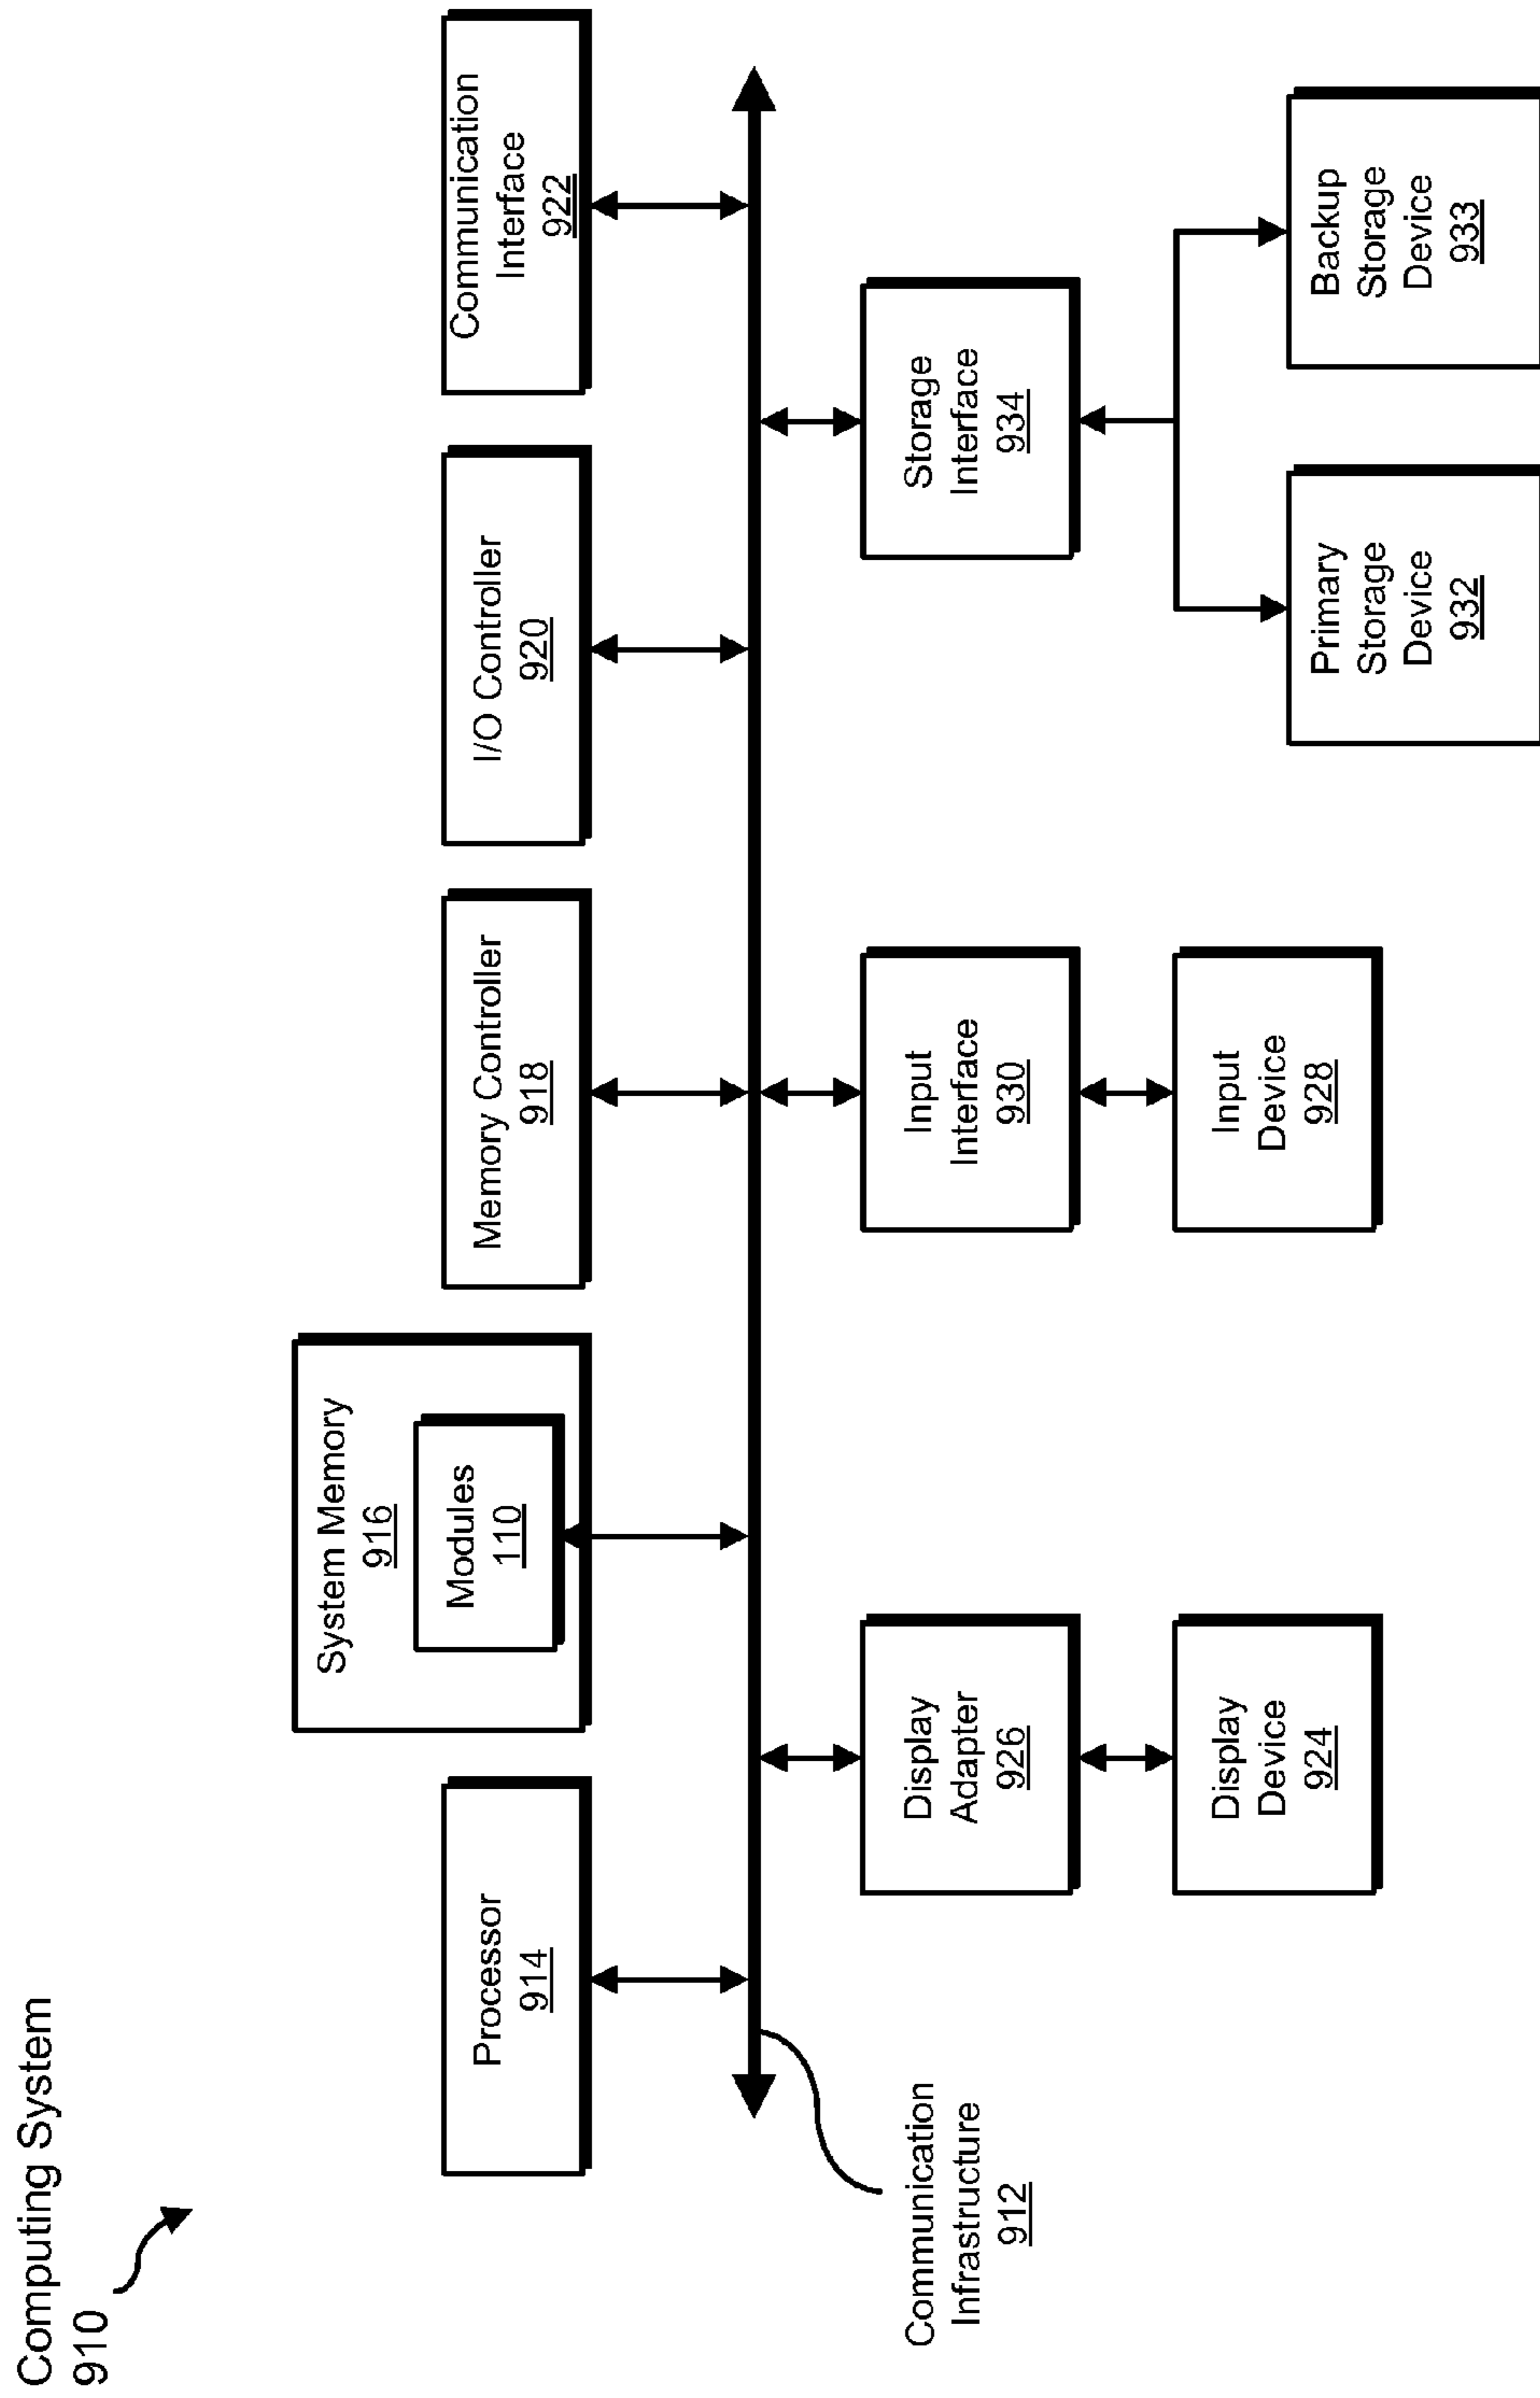 Computing System
910
Processor
914
System Memory
916
Modules
110
Memory Controller
918
I/O Controller
920
Communication
Interface
922
Communication
Infrastructure
912
Display
Adapter
926
Input
Interface
930
Storage
Interface
934
Display
Device
924
Input
Device
928
Primary
Storage
Device
932
Backup
Storage
Device
933